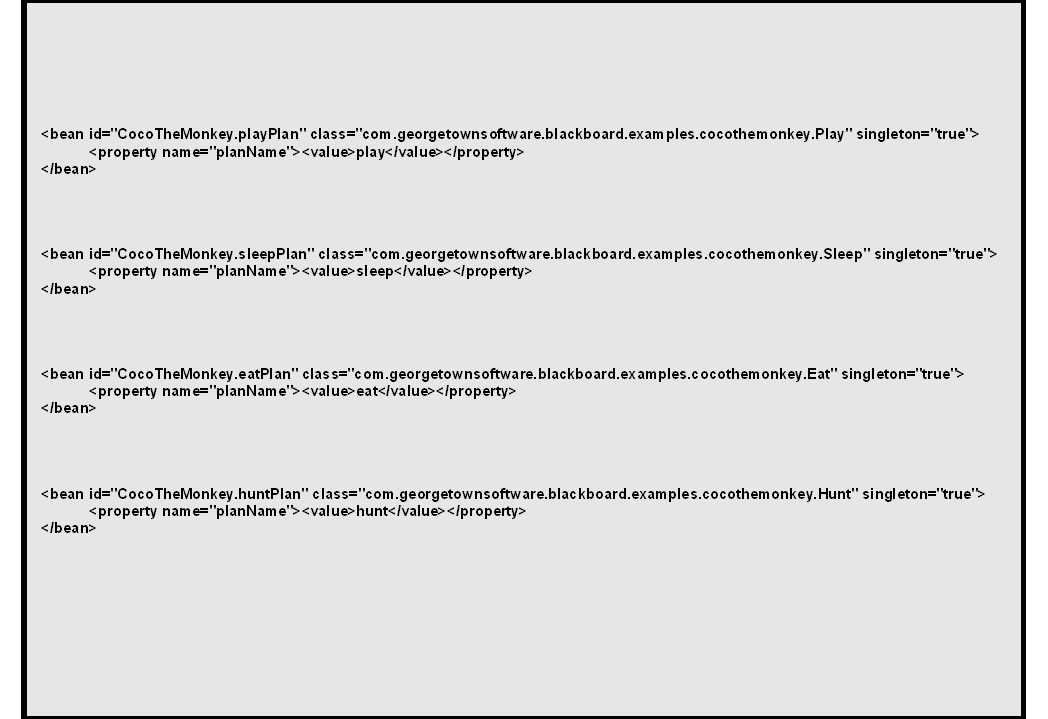 <bean id="CocoTheMonkey.playPlan" class="com.georgetownsoftware.blackboard.examples.cocothemonkey.Play" singleton="true">
<property name="planName"><value>play</value></property>
</bean>
<bean id="CocoTheMonkey.sleepPlan" class="com.georgetownsoftware.blackboard.examples.cocothemonkey.Sleep" singleton="true">
<property name="planName"><value>sleep</value></property>
</bean>
<bean id="CocoTheMonkey.eatPlan" class="com.georgetownsoftware.blackboard.examples.cocothemonkey.Eat" singleton="true">
<property name="planName"><value>eat</value></property>
</bean>
<bean id="CocoTheMonkey.huntPlan" class="com.georgetownsoftware.blackboard.examples.cocothemonkey.Hunt" singleton="true">
<property name="planName"><value>hunt</value></property>
</bean>